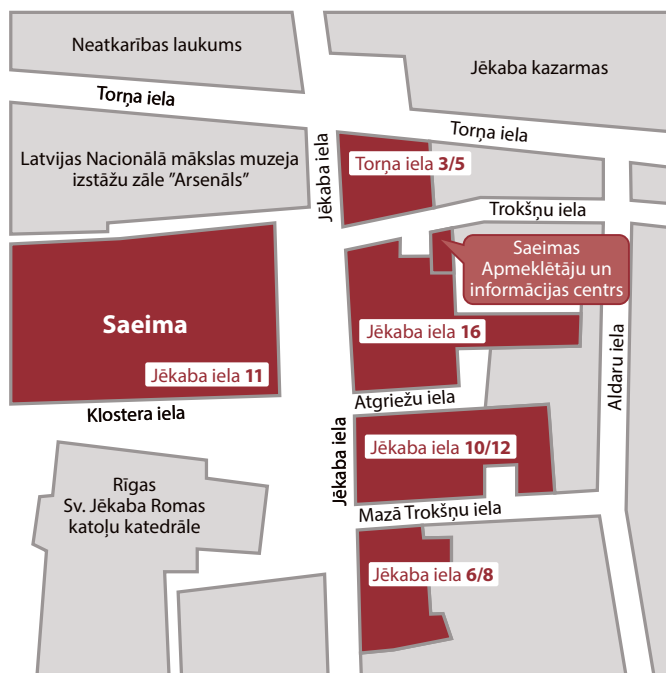 Neatkarības laukums
Jēkaba kazarmas
Torņa iela
Torņa iela
Latvijas Nacionālā mākslas muzeja
izstāžu zāle "Arsenāls"
Jēkaba iela
Torņa iela 3/5
Trokšņu iela
Saeimas
Apmeklētāju un
informācijas centrs
Saeima
Jēkaba iela 16
Jēkaba iela 11
Aldaru iela
Klostera iela
Atgriežu iela
Jēkaba iela
Jēkaba iela 10/12
Rīgas
Sv. Jēkaba Romas
katoļu katedrāle
Mazā Trokšņu iela
Jēkaba iela 6/8